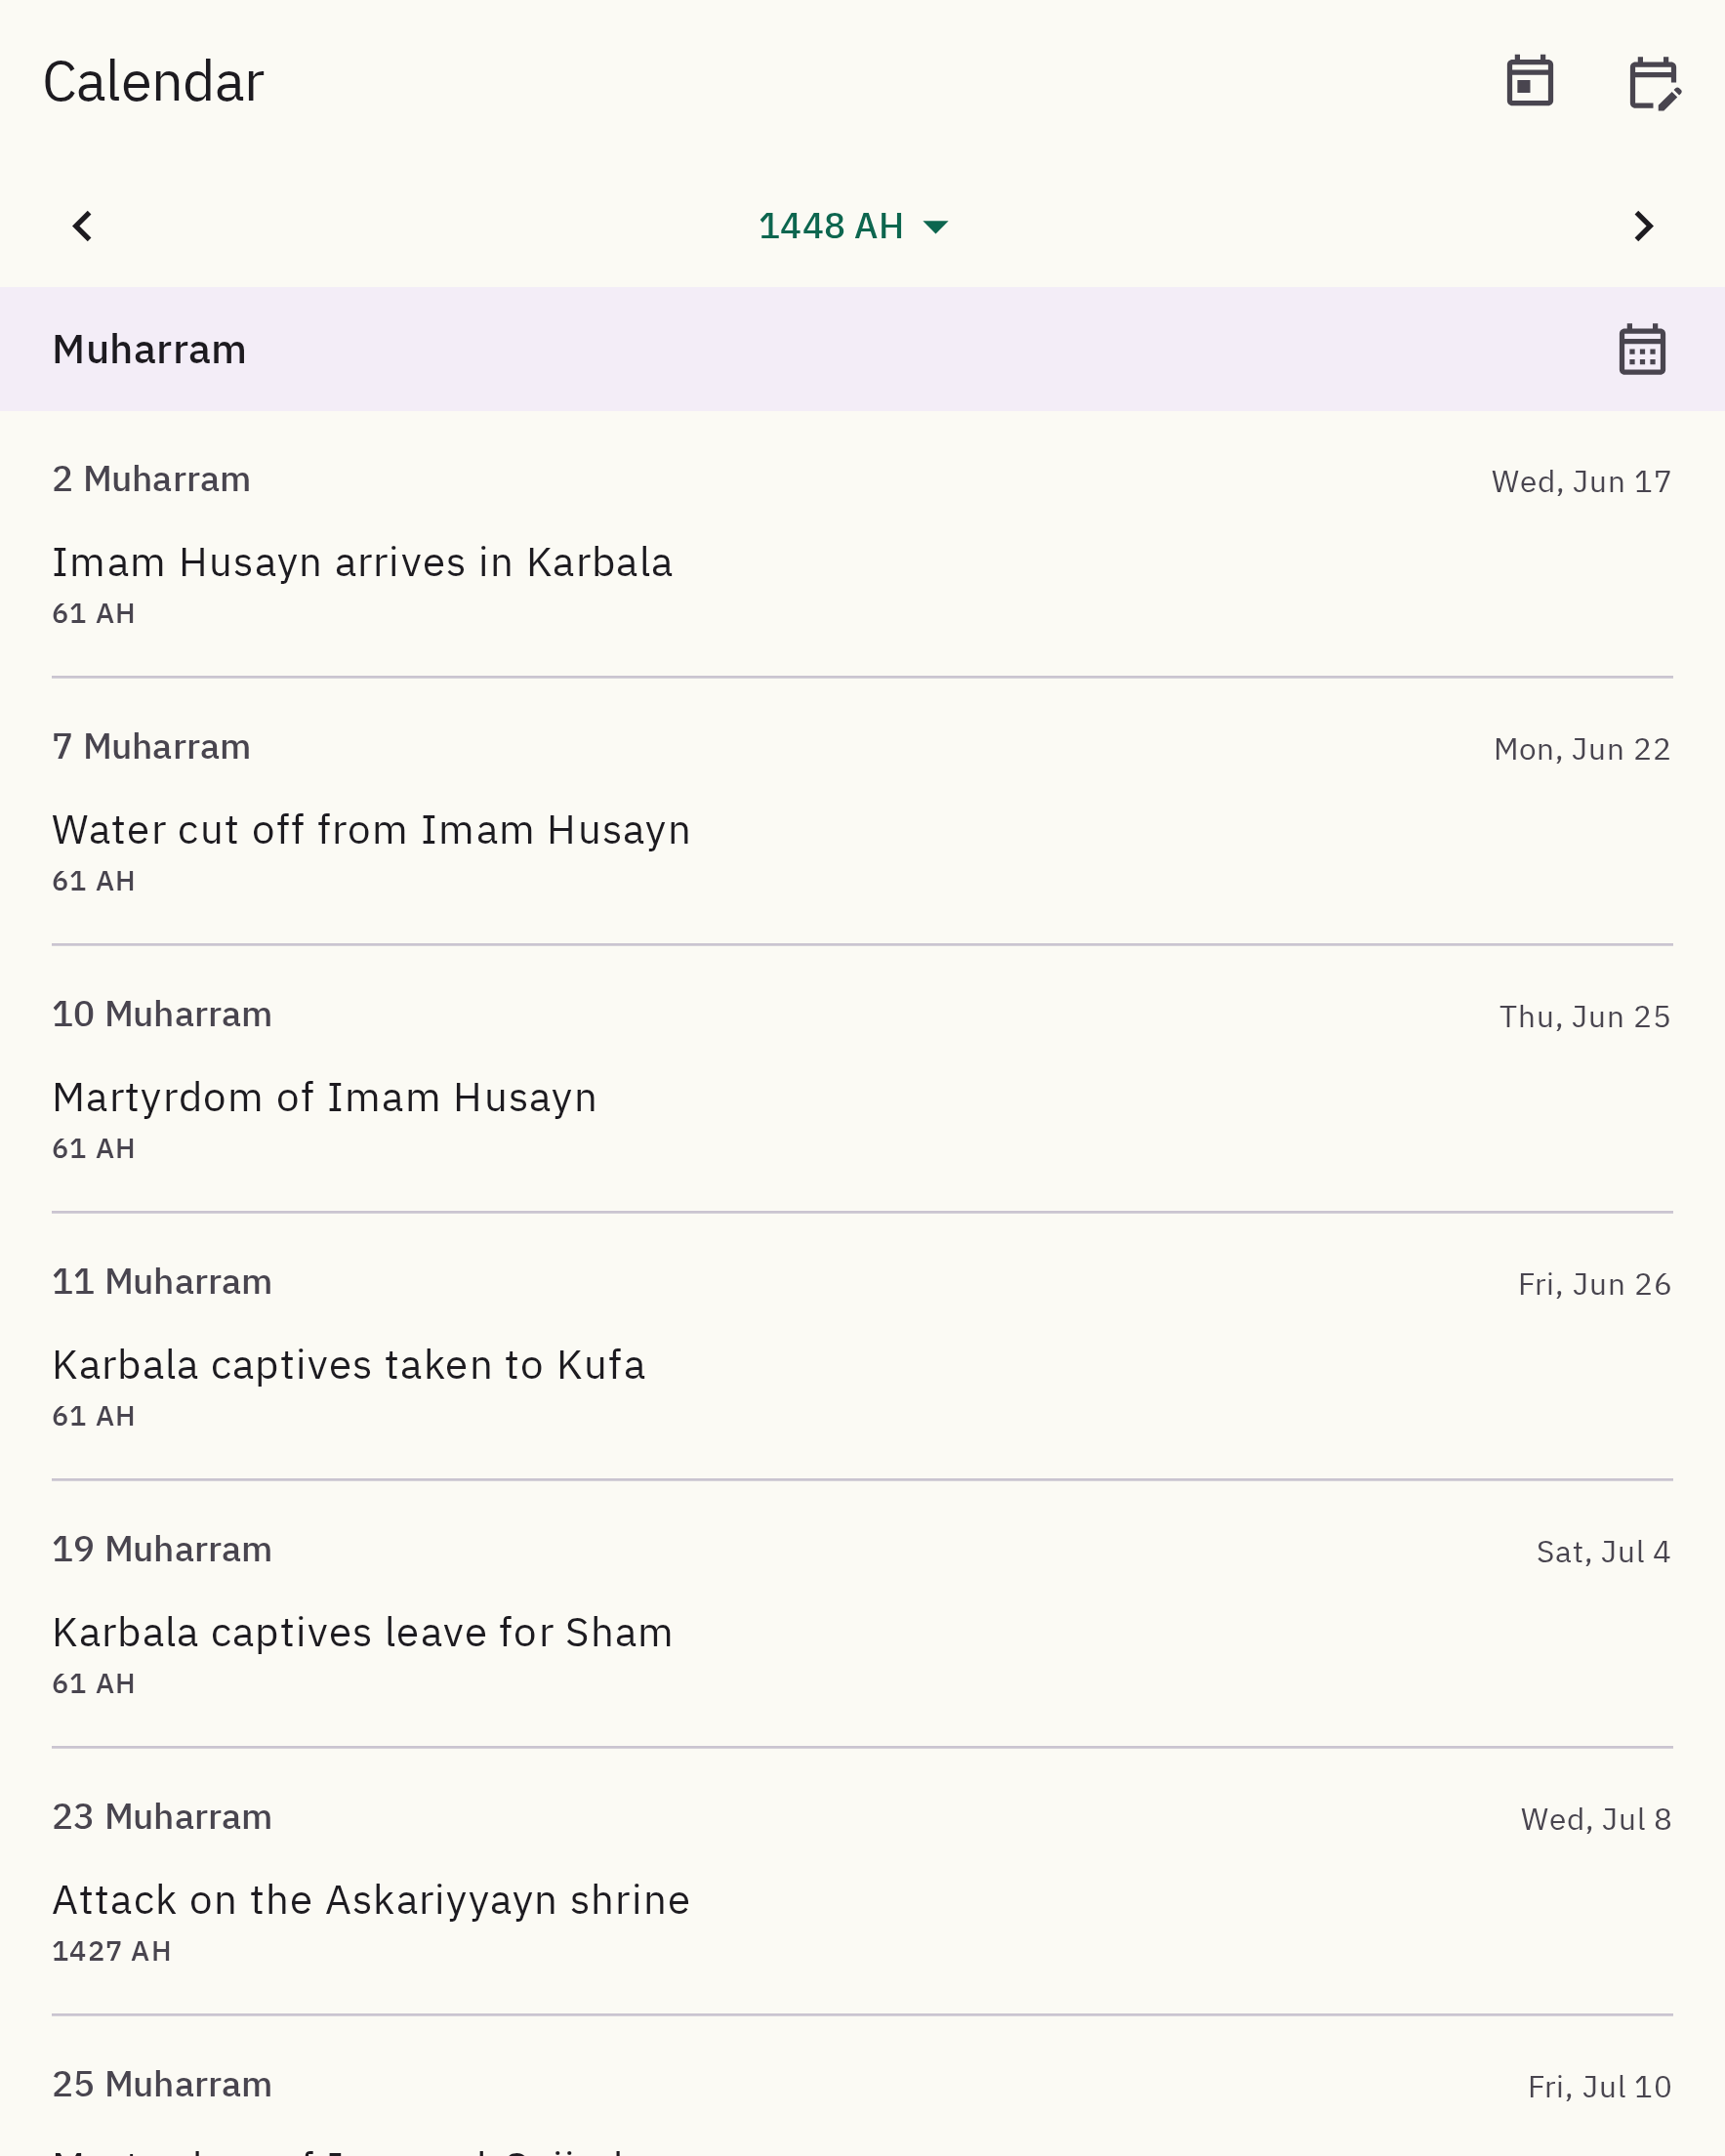 Calendar
1448 AH
Muharram
2 Muharram
Wed, Jun 17
Imam Husayn arrives in Karbala
61 AH
7 Muharram
Mon, Jun 22
Water cut off from Imam Husayn
61 AH
10 Muharram
Thu, Jun 25
Martyrdom of Imam Husayn
61 AH
11 Muharram
Fri, Jun 26
Karbala captives taken to Kufa
61 AH
19 Muharram
Sat, Jul 4
Karbala captives leave for Sham
61 AH
23 Muharram
Wed, Jul 8
Attack on the Askariyyayn shrine
1427 AH
25 Muharram
Fri, Jul 10